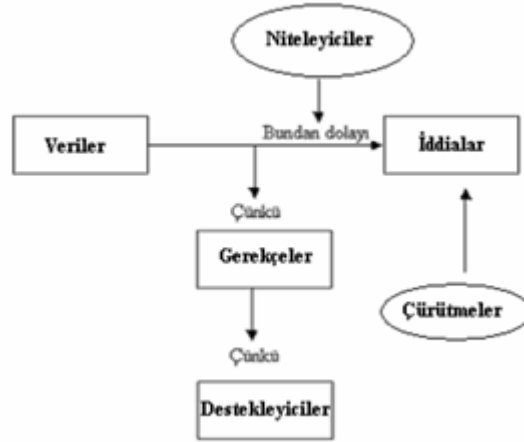 Niteleyiciler
Bundan dolayı
Veriler
İddialar
Çünkü
Gerekçeler
Çürütmeler
Çünkü
Destekleyiciler